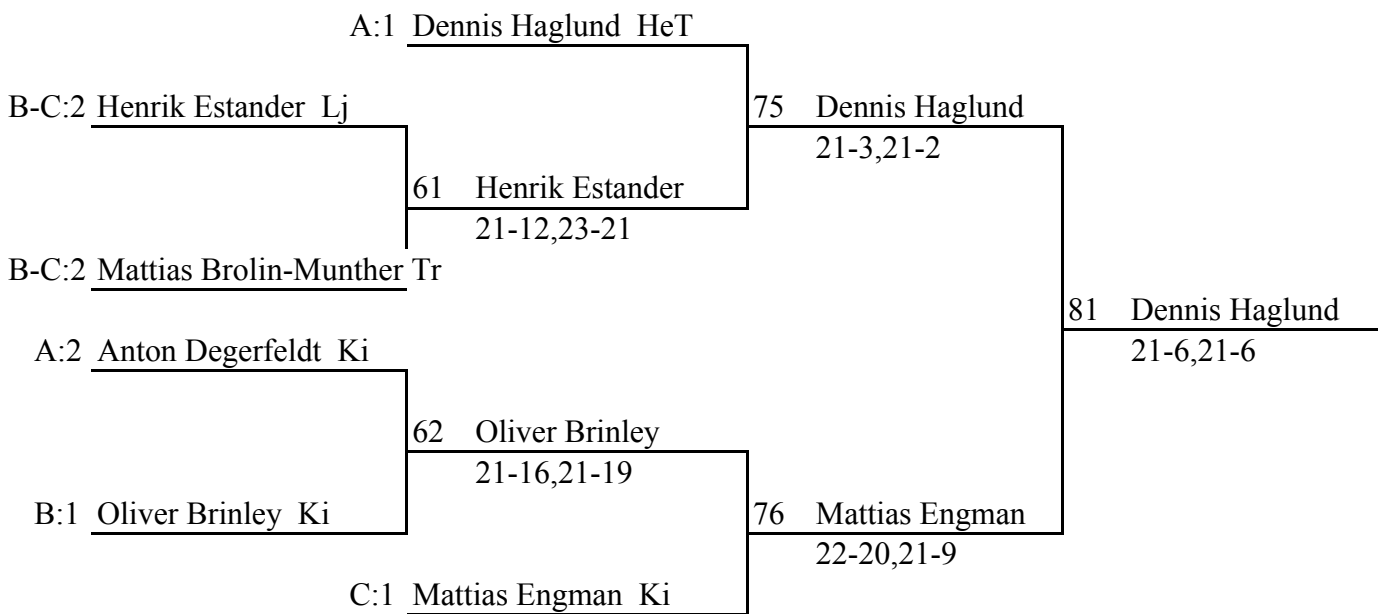 A:1 Dennis Haglund HeT
B-C:2 Henrik Estander Lj
75 Dennis Haglund
21-3,21-2
61 Henrik Estander
21-12,23-21
B-C:2 Mattias Brolin-Munther Tr
81 Dennis Haglund
21-6,21-6
A:2 Anton Degerfeldt Ki
62 Oliver Brinley
21-16,21-19
B:1 Oliver Brinley Ki
76 Mattias Engman
22-20,21-9
C:1 Mattias Engman Ki